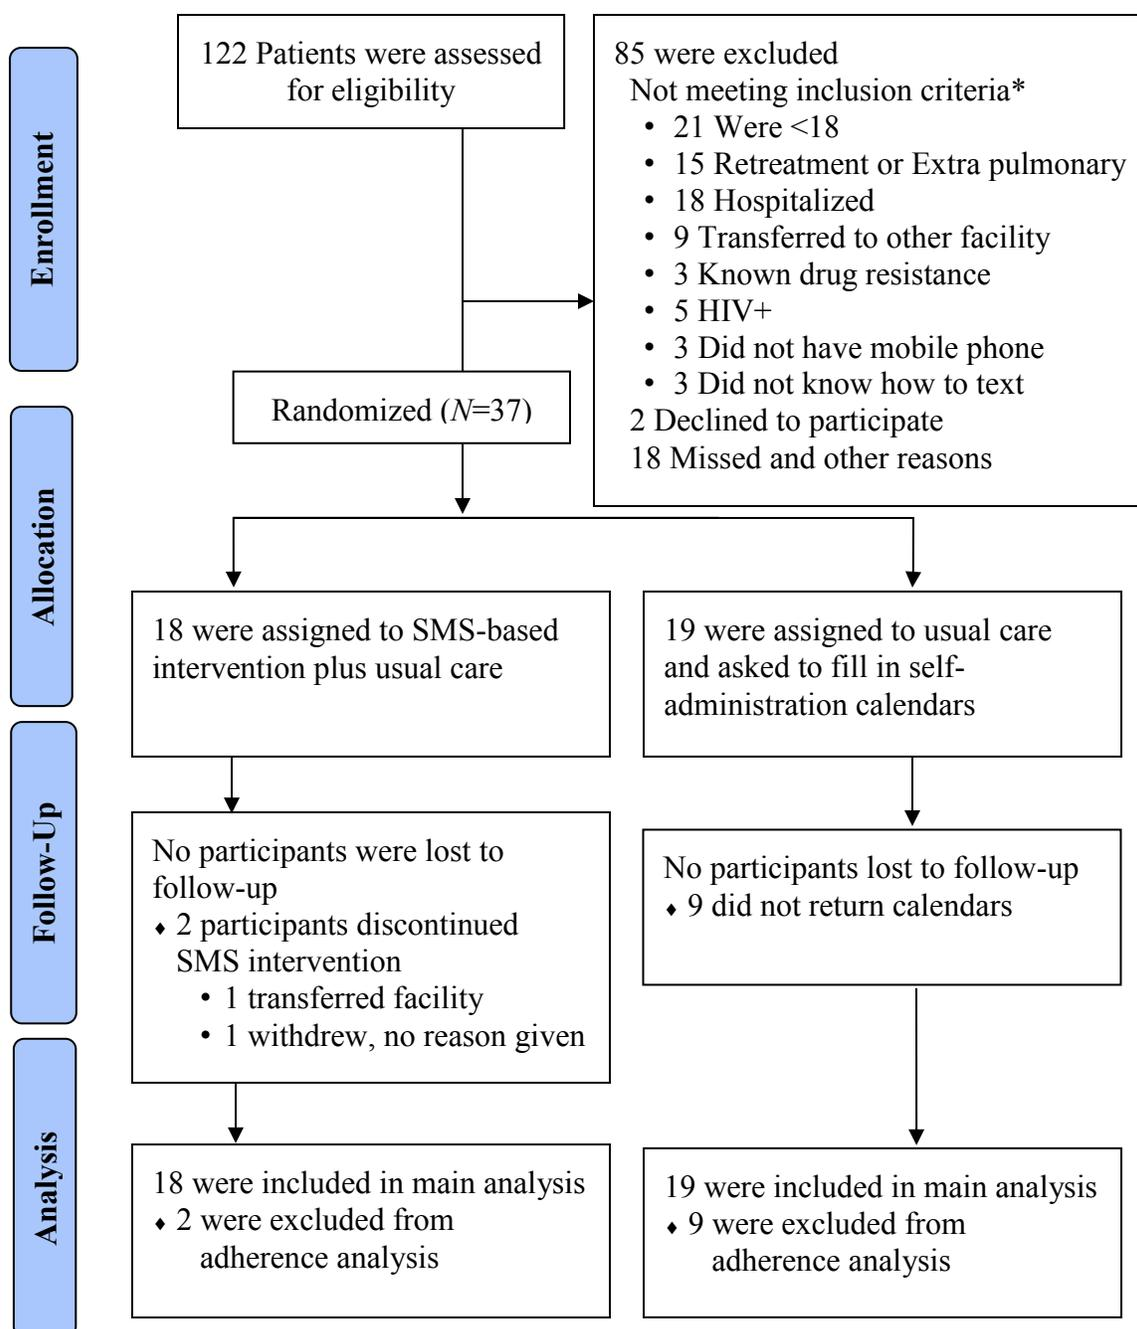 Enrollment
122 Patients were assessed
for eligibility
85 were excluded
Not meeting inclusion criteria*
• 21 Were <18
• 15 Retreatment or Extra pulmonary
• 18 Hospitalized
• 9 Transferred to other facility
• 3 Known drug resistance
• 5 HIV+
• 3 Did not have mobile phone
• 3 Did not know how to text
2 Declined to participate
18 Missed and other reasons
Randomized (N=37)
Allocation
18 were assigned to SMS-based
intervention plus usual care
19 were assigned to usual care
and asked to fill in self-
administration calendars
Follow-Up
No participants were lost to
follow-up
♦ 2 participants discontinued
SMS intervention
• 1 transferred facility
• 1 withdrew, no reason given
No participants lost to follow-up
♦ 9 did not return calendars
Analysis
18 were included in main analysis
♦ 2 were excluded from
adherence analysis
19 were included in main analysis
♦ 9 were excluded from
adherence analysis